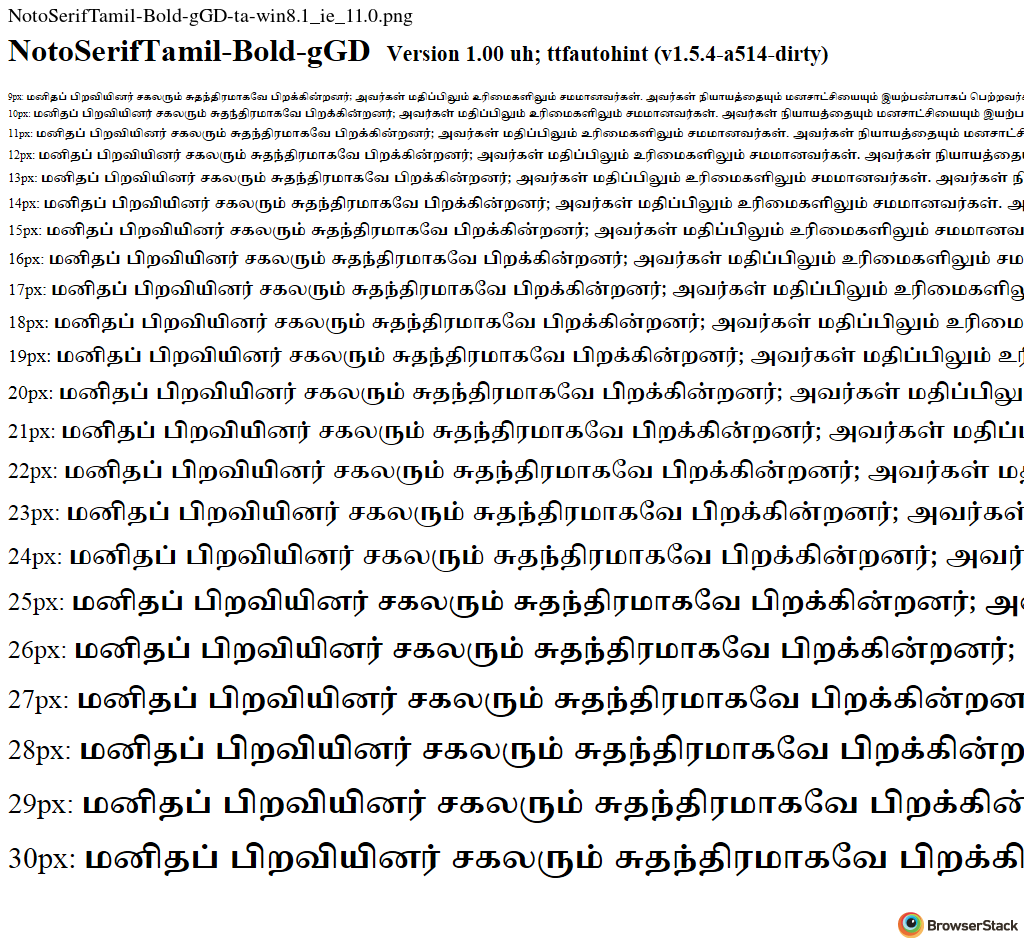 NotoSerifTamil-Bold-gGD-ta-win8.1_ie_11.0.png
NotoSerifTamil-Bold-gGD Version 1.00 uh; ttfautohint (v1.5.4-a514-dirty)
9px: மனிதப் பிறவியினர் சகலரும் சுதந்திரமாகவே பிறக்கின்றனர்; அவர்கள் மதிப்பிலும் உரிமைகளிலும் சமமானவர்கள். அவர்கள் நியாயத்தையும் மனசாட்சியையும் இயற்பண்பாகப் பெற்றவர்
10px: மனிதப் பிறவியினர் சகலரும் சுதந்திரமாகவே பிறக்கின்றனர்; அவர்கள் மதிப்பிலும் உரிமைகளிலும் சமமானவர்கள். அவர்கள் நியாயத்தையும் மனசாட்சியையும் இயற்ப
11px: மனிதப் பிறவியினர் சகலரும் சுதந்திரமாகவே பிறக்கின்றனர்; அவர்கள் மதிப்பிலும் உரிமைகளிலும் சமமானவர்கள். அவர்கள் நியாயத்தையும் மனசாட்சி
12px: மனிதப் பிறவியினர் சகலரும் சுதந்திரமாகவே பிறக்கின்றனர்; அவர்கள் மதிப்பிலும் உரிமைகளிலும் சமமானவர்கள். அவர்கள் நியாயத்தை
13px: மனிதப் பிறவியினர் சகலரும் சுதந்திரமாகவே பிறக்கின்றனர்; அவர்கள் மதிப்பிலும் உரிமைகளிலும் சமமானவர்கள். அவர்கள் நி
14px: மனிதப் பிறவியினர் சகலரும் சுதந்திரமாகவே பிறக்கின்றனர்; அவர்கள் மதிப்பிலும் உரிமைகளிலும் சமமானவர்கள். அ
15px: மனிதப் பிறவியினர் சகலரும் சுதந்திரமாகவே பிறக்கின்றனர்; அவர்கள் மதிப்பிலும் உரிமைகளிலும் சமமானவ
16px: மனிதப் பிறவியினர் சகலரும் சுதந்திரமாகவே பிறக்கின்றனர்; அவர்கள் மதிப்பிலும் உரிமைகளிலும் சம
17px: மனிதப் பிறவியினர் சகலரும் சுதந்திரமாகவே பிறக்கின்றனர்; அவர்கள் மதிப்பிலும் உரிமைகளிலு
18px: மனிதப் பிறவியினர் சகலரும் சுதந்திரமாகவே பிறக்கின்றனர்; அவர்கள் மதிப்பிலும் உரிமை
19px: மனிதப் பிறவியினர் சகலரும் சுதந்திரமாகவே பிறக்கின்றனர்; அவர்கள் மதிப்பிலும் உரி
20px: மனிதப் பிறவியினர் சகலரும் சுதந்திரமாகவே பிறக்கின்றனர்; அவர்கள் மதிப்பிலு
21px: மனிதப் பிறவியினர் சகலரும் சுதந்திரமாகவே பிறக்கின்றனர்; அவர்கள் மதிப்
22px: மனிதப் பிறவியினர் சகலரும் சுதந்திரமாகவே பிறக்கின்றனர்; அவர்கள் மதி
23px: மனிதப் பிறவியினர் சகலரும் சுதந்திரமாகவே பிறக்கின்றனர்; அவர்கள்
24px: மனிதப் பிறவியினர் சகலரும் சுதந்திரமாகவே பிறக்கின்றனர்; அவர்
25px: மனிதப் பிறவியினர் சகலரும் சுதந்திரமாகவே பிறக்கின்றனர்; அவ
26px: மனிதப் பிறவியினர் சகலரும் சுதந்திரமாகவே பிறக்கின்றனர்;
27px: மனிதப் பிறவியினர் சகலரும் சுதந்திரமாகவே பிறக்கின்றன
28px: மனிதப் பிறவியினர் சகலரும் சுதந்திரமாகவே பிறக்கின்ற
29px: மனிதப் பிறவியினர் சகலரும் சுதந்திரமாகவே பிறக்கின்
30px: மனிதப் பிறவியினர் சகலரும் சுதந்திரமாகவே பிறக்கி
BrowserStack